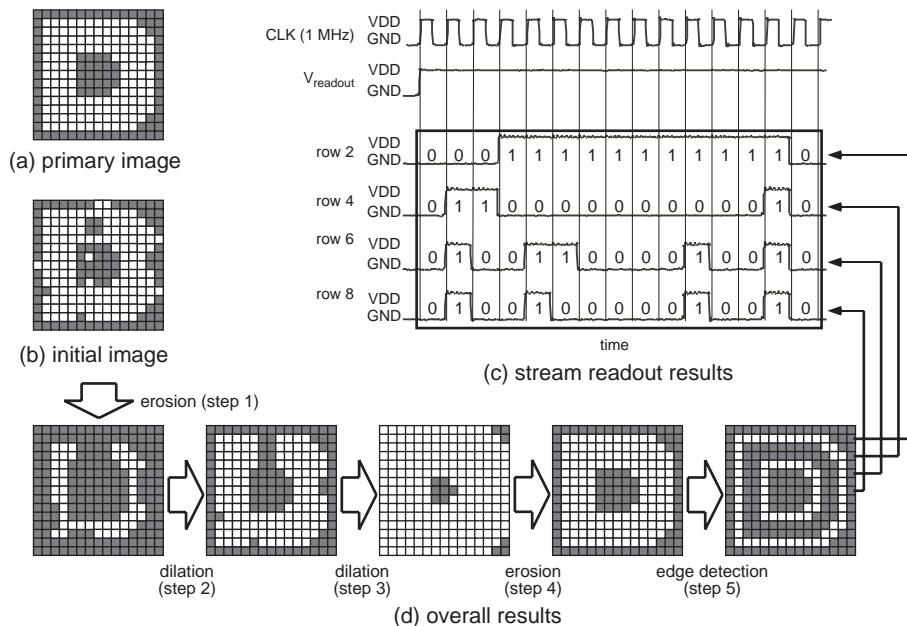 CLK (1 MHz)
VDD
GND
Vreadout
VDD
GND
(a) primary image
row 2
VDD
GND
0 0 0 1 1 1 1 1 1 1 1 1 1 1 0
row 4
VDD
GND
0 1 1 0 0 0 0 0 0 0 0 0 0 1 0
row 6
VDD
GND
0 1 0 0 1 1 0 0 0 0 1 0 0 1 0
row 8
VDD
GND
0 1 0 0 1 0 0 0 0 0 1 0 0 1 0
time
(b) initial image
(c) stream readout results
erosion (step 1)
dilation
(step 2)
dilation
(step 3)
erosion
(step 4)
edge detection
(step 5)
(d) overall results